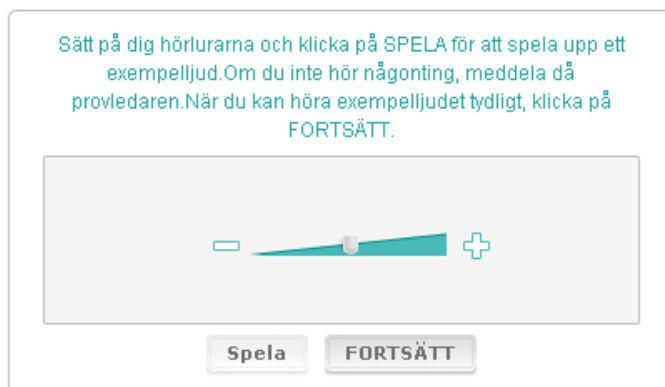 Sätt på dig hörlurarna och klicka på SPELA för att spela upp ett
exempelljud.Om du inte hör någonting, meddela då
provledaren.När du kan höra exempelljudet tydligt, klicka på
FORTSÄTT.
Spela FORTSÄTT